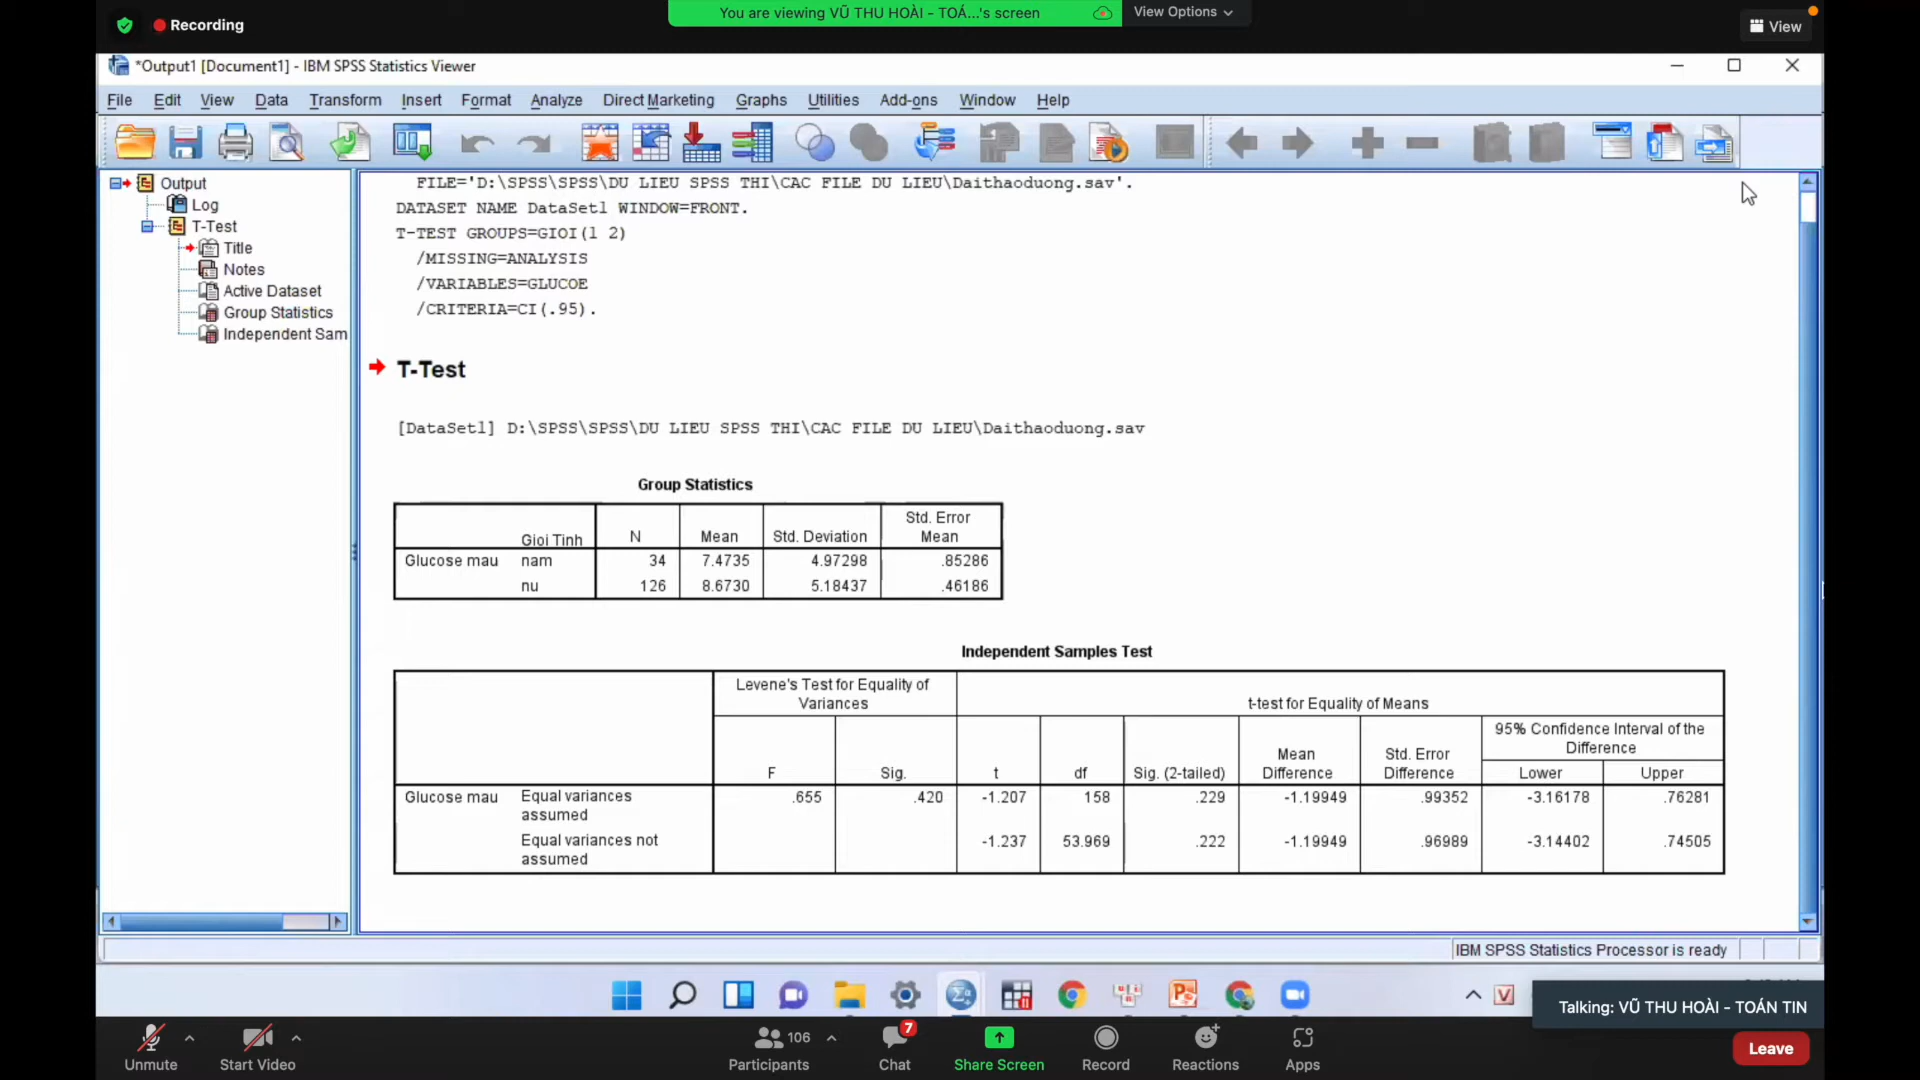 Recording
You are viewing VŨ THU HOÀI - TOÁ...'s screen
View Options
View
*Output1 [Document1] - IBM SPSS Statistics Viewer
File Edit View Data Transform Insert Format Analyze Direct Marketing Graphs Utilities Add-ons Window Help
Output
Log
T-Test
Title
Notes
Active Dataset
Group Statistics
Independent Sam
FILE='D:\SPSS\SPSS\DU LIEU SPSS THI\CAC FILE DU LIEU\Daithaoduong.sav'.
DATASET NAME DataSet1 WINDOW=FRONT.
T-TEST GROUPS=GIOI(1 2)
/MISSING=ANALYSIS
/VARIABLES=GLUCOE
/CRITERIA=CI(.95).
T-Test
[DataSet1] D:\SPSS\SPSS\DU LIEU SPSS THI\CAC FILE DU LIEU\Daithaoduong.sav
Group Statistics
Gioi Tinh N Mean Std. Deviation Std. Error Mean
Glucose mau nam 34 7.4735 4.97298 .85286
nu 126 8.6730 5.18437 .46186
Independent Samples Test
Levene's Test for Equality of Variances
t-test for Equality of Means
95% Confidence Interval of the Difference
F Sig. t df Sig. (2-tailed) Mean Difference Std. Error Difference Lower Upper
Glucose mau Equal variances assumed .655 .420 -1.207 158 .229 -1.19949 .99352 -3.16178 .76281
Equal variances not assumed -1.237 53.969 .222 -1.19949 .96989 -3.14402 .74505
IBM SPSS Statistics Processor is ready
Talking: VŨ THU HOÀI - TOÁN TIN
Unmute
Start Video
106
Participants
7
Chat
Share Screen
Record
Reactions
Apps
Leave